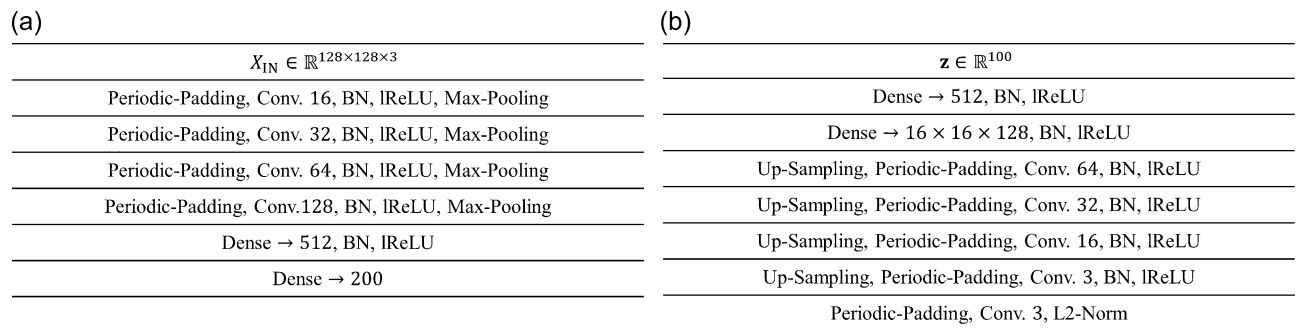 (a)
X_IN ∈ ℝ^128×128×3
Periodic-Padding, Conv. 16, BN, lReLU, Max-Pooling
Periodic-Padding, Conv. 32, BN, lReLU, Max-Pooling
Periodic-Padding, Conv. 64, BN, lReLU, Max-Pooling
Periodic-Padding, Conv.128, BN, lReLU, Max-Pooling
Dense → 512, BN, lReLU
Dense → 200
(b)
z ∈ ℝ^100
Dense → 512, BN, lReLU
Dense → 16 × 16 × 128, BN, lReLU
Up-Sampling, Periodic-Padding, Conv. 64, BN, lReLU
Up-Sampling, Periodic-Padding, Conv. 32, BN, lReLU
Up-Sampling, Periodic-Padding, Conv. 16, BN, lReLU
Up-Sampling, Periodic-Padding, Conv. 3, BN, lReLU
Periodic-Padding, Conv. 3, L2-Norm